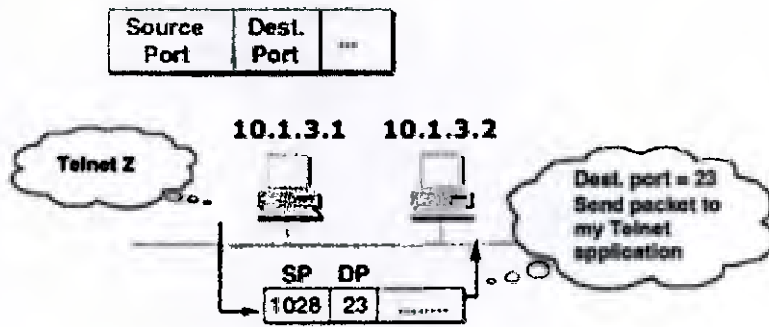 Source Dest. ...
Port Port
10.1.3.1 10.1.3.2
Telnet Z
Dest. port = 23
Send packet to
my Telnet
application
SP DP
1028 23 ........